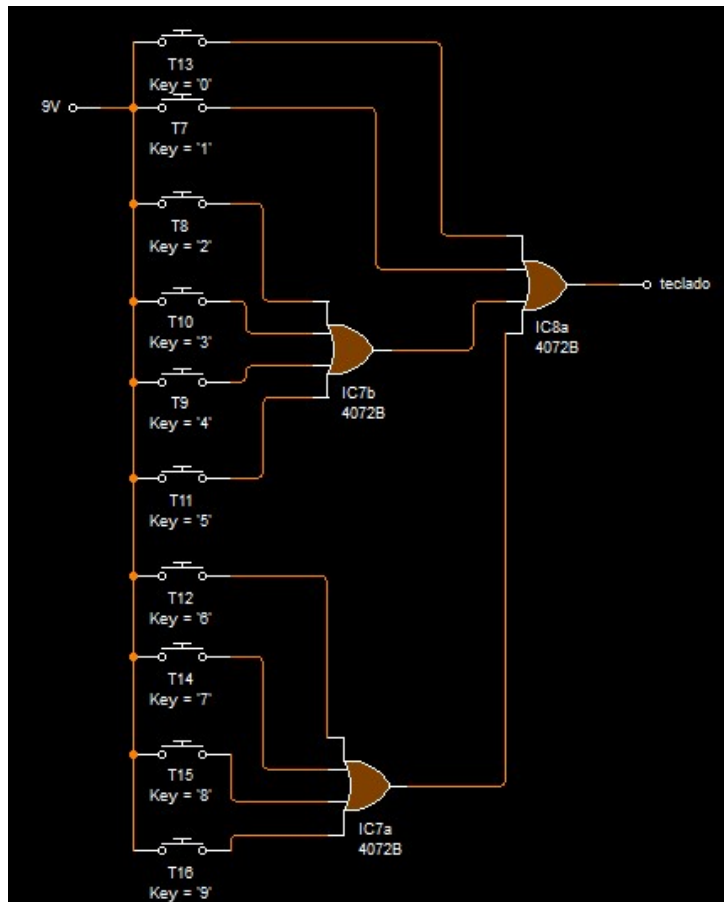 T13
Key = '0'
9V
T7
Key = '1'
T8
Key = '2'
teclado
IC8a
4072B
T10
Key = '3'
IC7b
4072B
T9
Key = '4'
T11
Key = '5'
T12
Key = '6'
T14
Key = '7'
T15
Key = '8'
IC7a
4072B
T16
Key = '9'